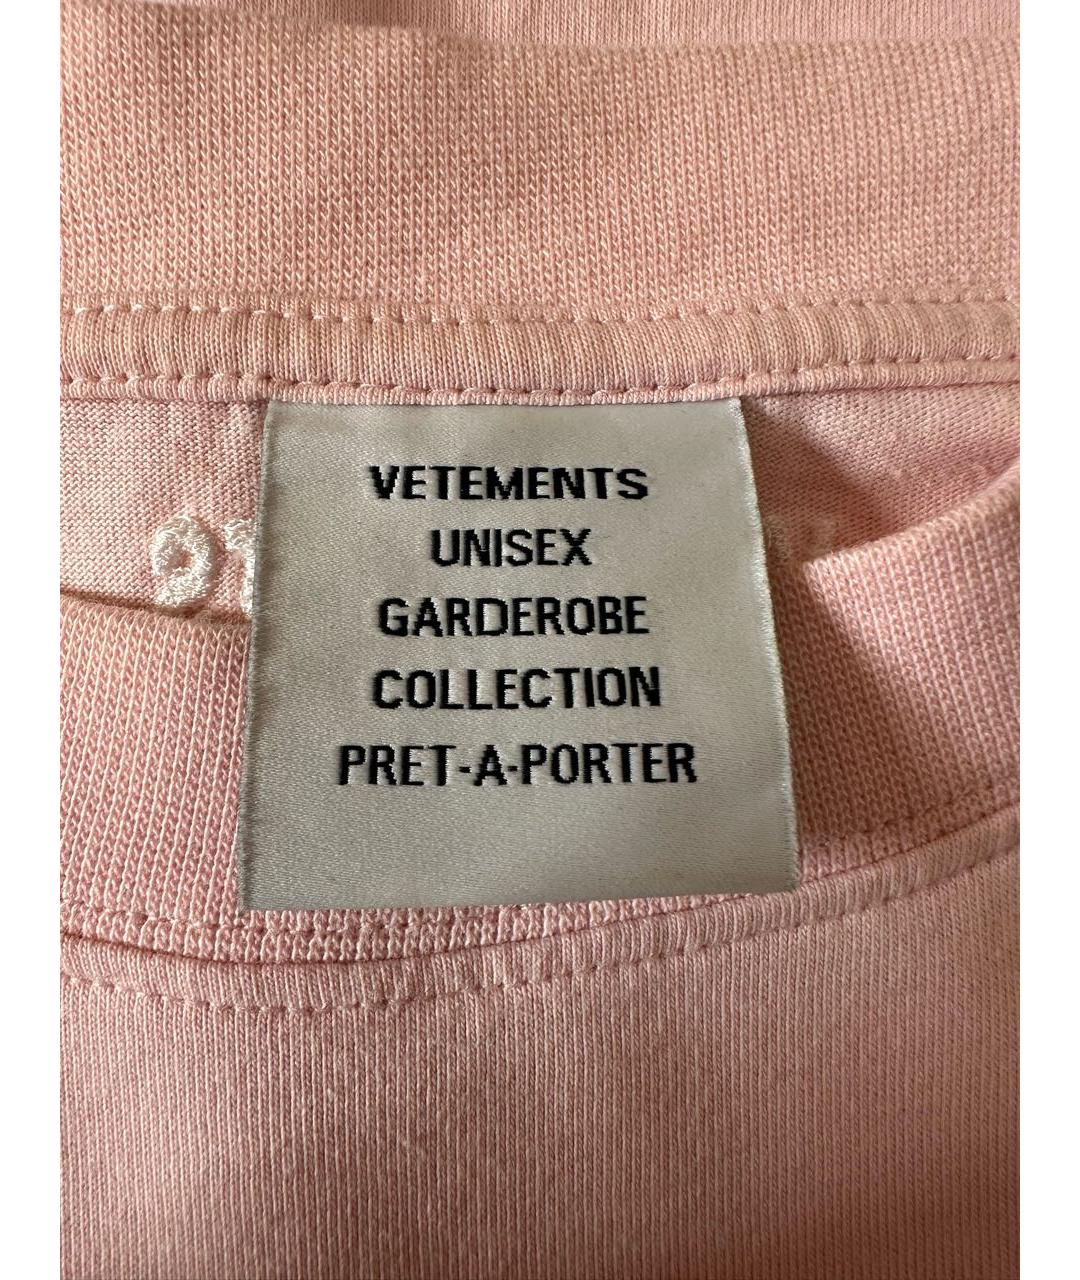 VETEMENTS
UNISEX
GARDEROBE
COLLECTION
PRET-A-PORTER